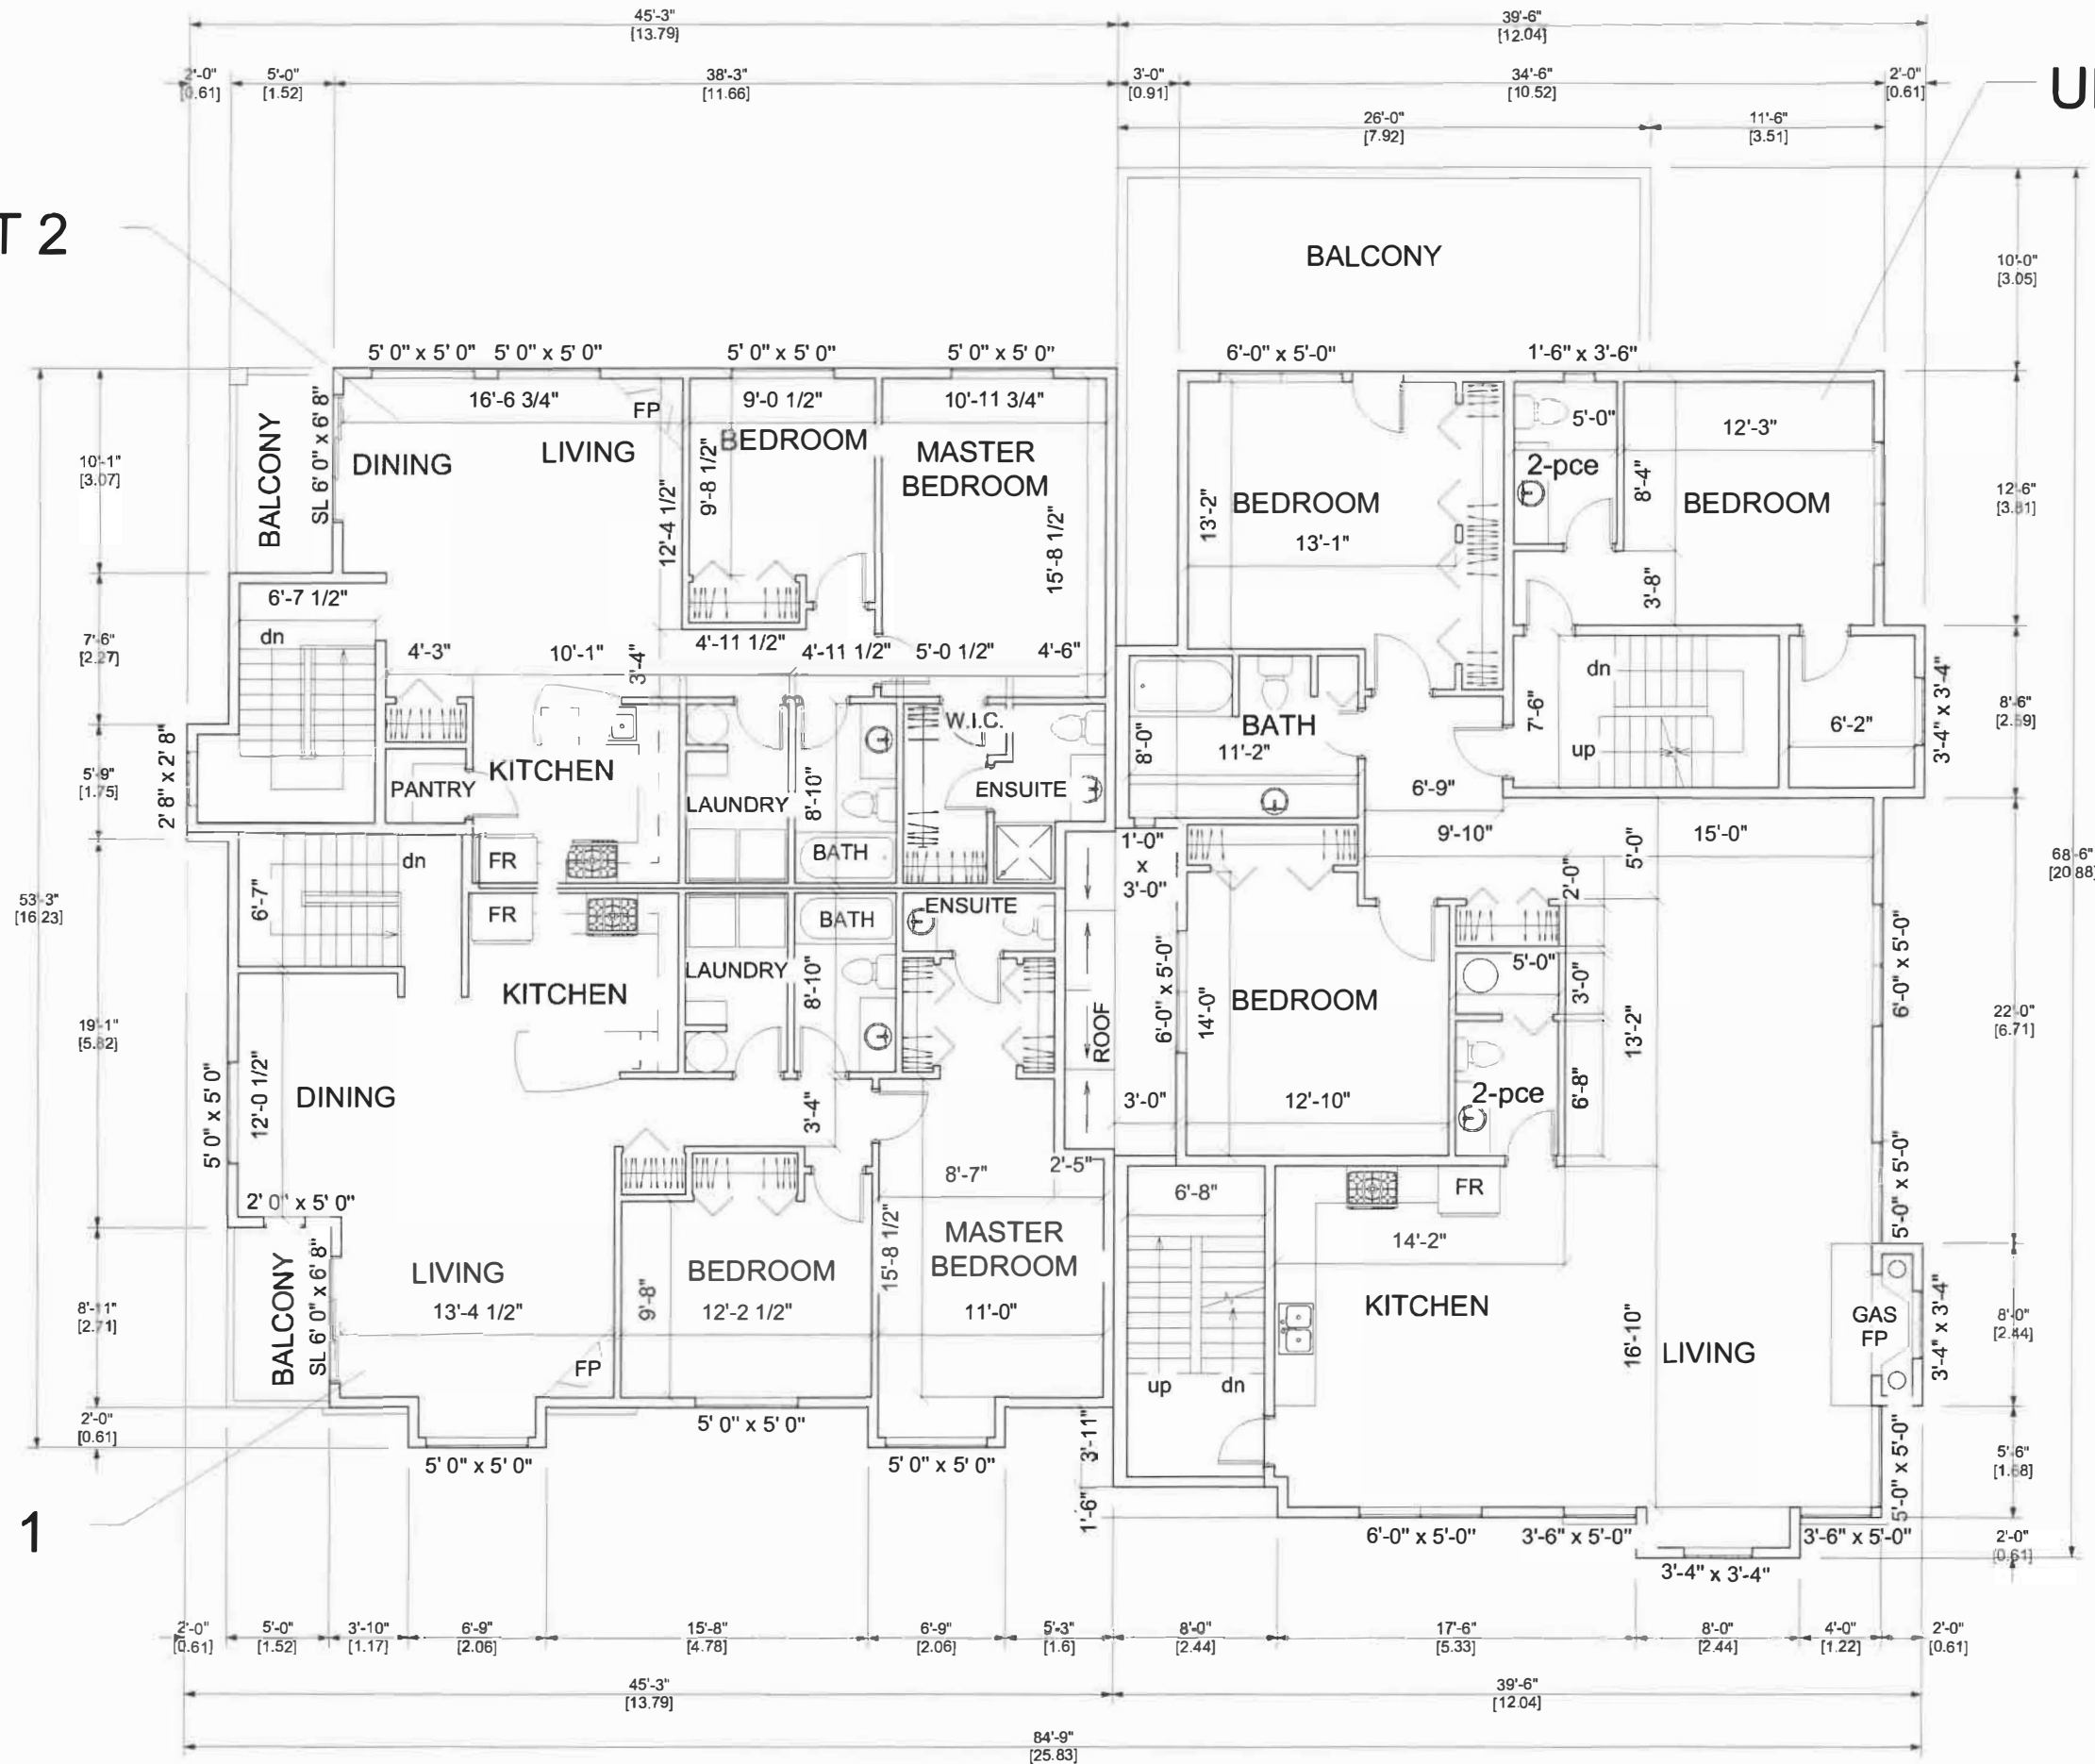 45'-3"
[13.79]
39'-6"
[12.04]
2'-0"
[0.61]
5'-0"
[1.52]
38'-3"
[11.66]
3'-0"
[0.91]
34'-6"
[10.52]
2'-0"
[0.61]
26'-0"
[7.92]
11'-6"
[3.51]
T 2
BALCONY
10'-0"
[3.05]
5' 0" x 5' 0"
5' 0" x 5' 0"
5' 0" x 5' 0"
5' 0" x 5' 0"
6'-0" x 5'-0"
1'-6" x 3'-6"
16'-6 3/4"
FP
9'-0 1/2"
10'-11 3/4"
5'-0"
12'-3"
BALCONY
SL 6' 0" x 6' 8"
DINING
LIVING
BEDROOM
9'-8 1/2"
12'-4 1/2"
MASTER
BEDROOM
15'-8 1/2"
13'-2"
BEDROOM
13'-1"
2-pce
8'-4"
BEDROOM
3'-8"
10'-1"
[3.07]
12'-6"
[3.81]
6'-7 1/2"
dn
4'-3"
10'-1"
3'-4"
4'-11 1/2"
4'-11 1/2"
5'-0 1/2"
4'-6"
7'-6"
[2.27]
dn
up
7'-6"
6'-2"
3'-4" x 3'-4"
8'-6"
[2.59]
BATH
11'-2"
8'-0"
6'-9"
W.I.C.
ENSUITE
2' 8" x 2' 8"
5'-9"
[1.75]
PANTRY
KITCHEN
LAUNDRY
8'-10"
BATH
FR
9'-10"
15'-0"
5'-0"
2'-0"
1'-0"
x
3'-0"
53'-3"
[16.23]
68'-6"
[20.88]
dn
6'-7"
FR
KITCHEN
LAUNDRY
BATH
8'-10"
ENSUITE
ROOF
6'-0" x 5'-0"
14'-0"
BEDROOM
12'-10"
3'-0"
5'-0"
3'-0"
2-pce
6'-8"
13'-2"
6'-0" x 5'-0"
22'-0"
[6.71]
19'-1"
[5.82]
5' 0" x 5' 0"
12'-0 1/2"
DINING
3'-4"
8'-7"
2'-5"
6'-8"
FR
14'-2"
5'-0" x 5'-0"
2' 0" x 5' 0"
BALCONY
SL 6' 0" x 6' 8"
LIVING
13'-4 1/2"
FP
9'-8"
BEDROOM
12'-2 1/2"
15'-8 1/2"
MASTER
BEDROOM
11'-0"
8'-11"
[2.71]
KITCHEN
16'-10"
LIVING
GAS
FP
3'-4" x 3'-4"
8'-0"
[2.44]
up
dn
2'-0"
[0.61]
5' 0" x 5' 0"
5' 0" x 5' 0"
5' 0" x 5' 0"
3'-11"
1'-6"
5'-0" x 5'-0"
5'-6"
[1.68]
1
6'-0" x 5'-0"
3'-6" x 5'-0"
3'-6" x 5'-0"
3'-4" x 3'-4"
2'-0"
[0.61]
2'-0"
[0.61]
5'-0"
[1.52]
3'-10"
[1.17]
6'-9"
[2.06]
15'-8"
[4.78]
6'-9"
[2.06]
5'-3"
[1.6]
8'-0"
[2.44]
17'-6"
[5.33]
8'-0"
[2.44]
4'-0"
[1.22]
2'-0"
[0.61]
45'-3"
[13.79]
39'-6"
[12.04]
84'-9"
[25.83]